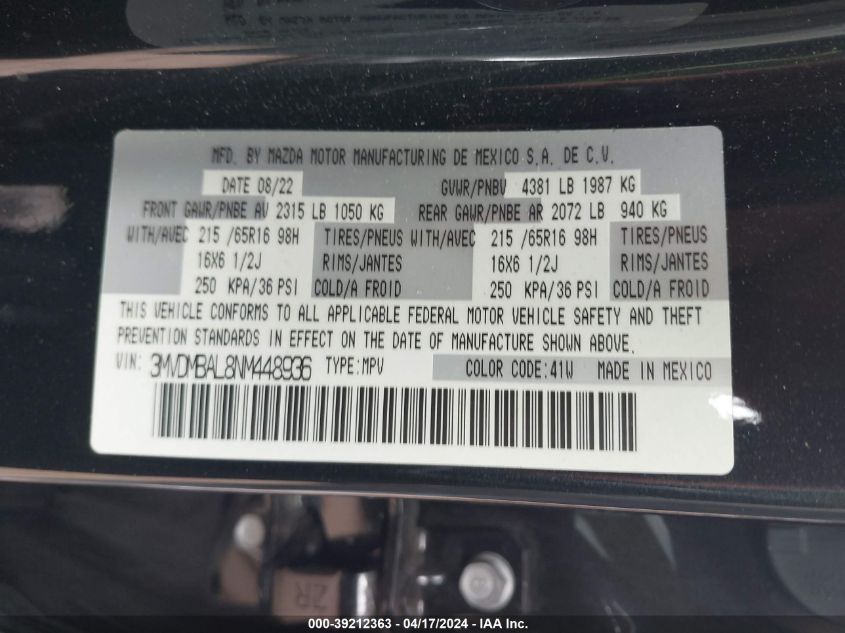 MFD. BY MAZDA MOTOR MANUFACTURING DE MEXICO S.A. DE C.V.
DATE 08/22 GVWR/PNBV 4381 LB 1987 KG
FRONT GAWR/PNBE AV 2315 LB 1050 KG REAR GAWR/PNBE AR 2072 LB 940 KG
WITH/AVEC 215 /65R16 98H TIRES/PNEUS WITH/AVEC 215 /65R16 98H TIRES/PNEUS
16X6 1/2J RIMS/JANTES 16X6 1/2J RIMS/JANTES
250 KPA/36 PSI COLD/A FROID 250 KPA/36 PSI COLD/A FROID
THIS VEHICLE CONFORMS TO ALL APPLICABLE FEDERAL MOTOR VEHICLE SAFETY AND THEFT
PREVENTION STANDARDS IN EFFECT ON THE DATE OF MANUFACTURE SHOWN ABOVE.
VIN: 3MVDMBAL8NM448936 TYPE:MPV COLOR CODE:41W MADE IN MEXICO
ZR
000-39212363 - 04/17/2024 - IAA Inc.